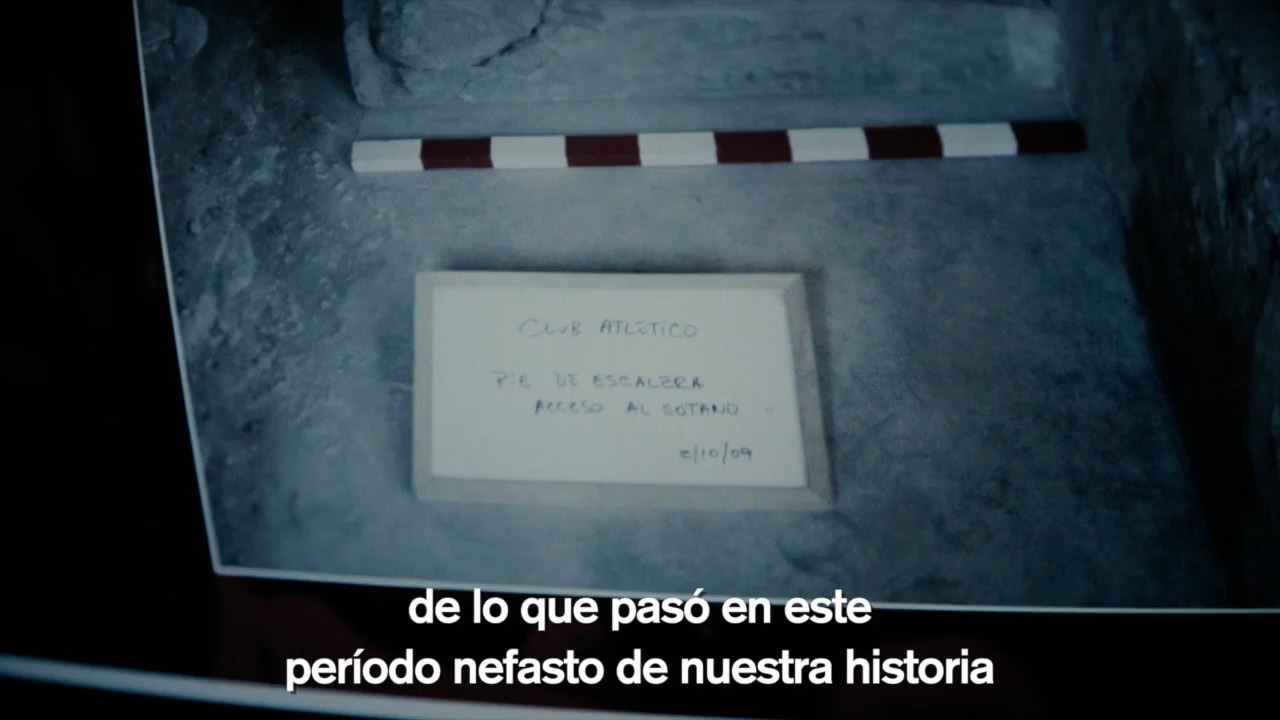 CLUB ATLETICO
PIE DE ESCALERA
ACCESO AL SOTANO
2/10/09
de lo que pasó en este
período nefasto de nuestra historia